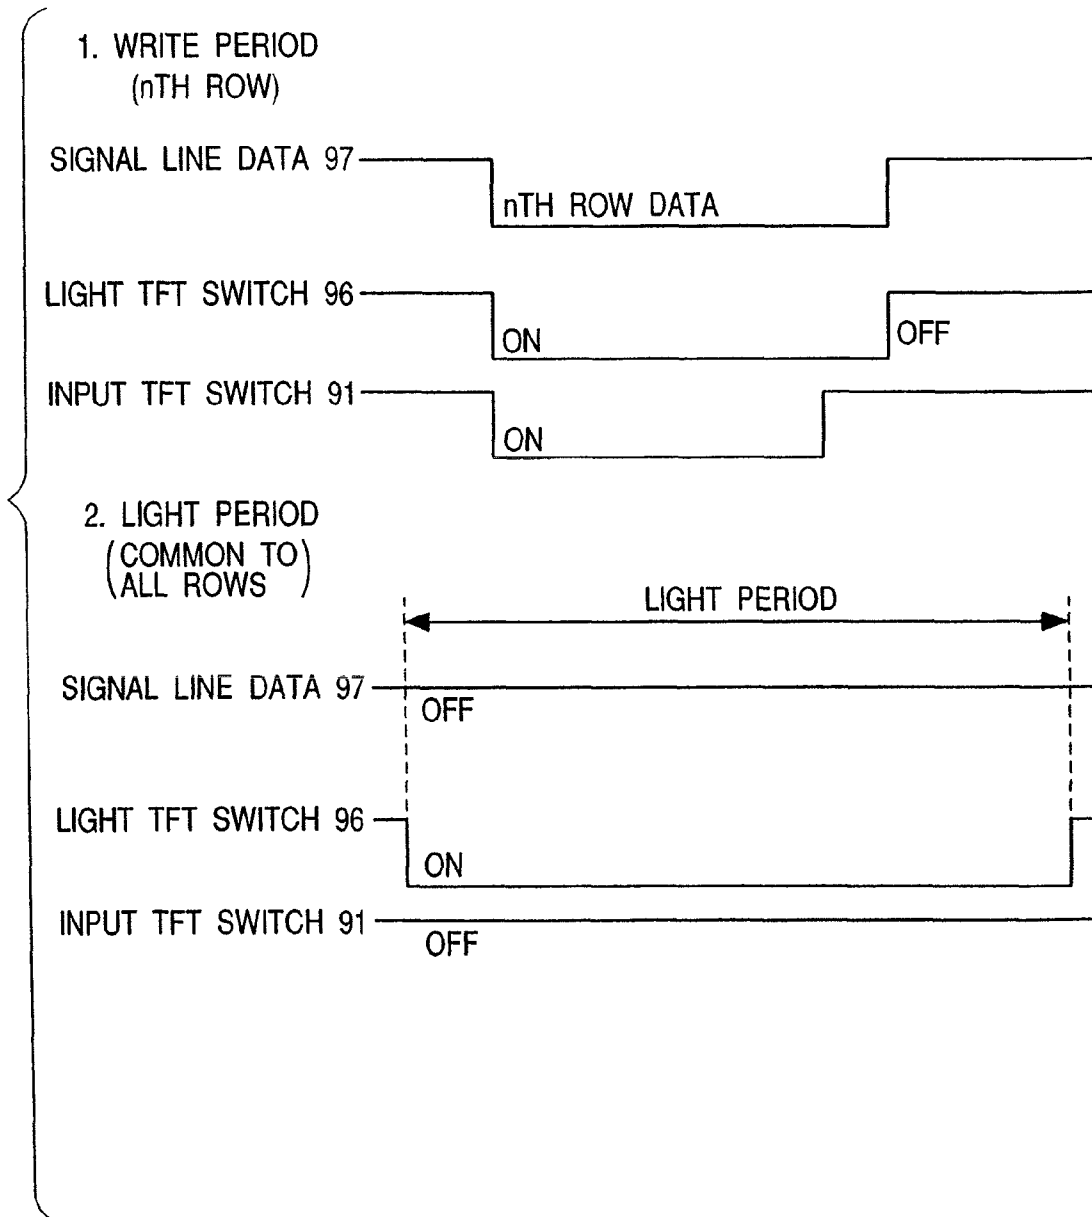 1. WRITE PERIOD
(nTH ROW)
SIGNAL LINE DATA 97
nTH ROW DATA
LIGHT TFT SWITCH 96
ON
OFF
INPUT TFT SWITCH 91
ON
2. LIGHT PERIOD
(COMMON TO
ALL ROWS)
LIGHT PERIOD
SIGNAL LINE DATA 97
OFF
LIGHT TFT SWITCH 96
ON
INPUT TFT SWITCH 91
OFF